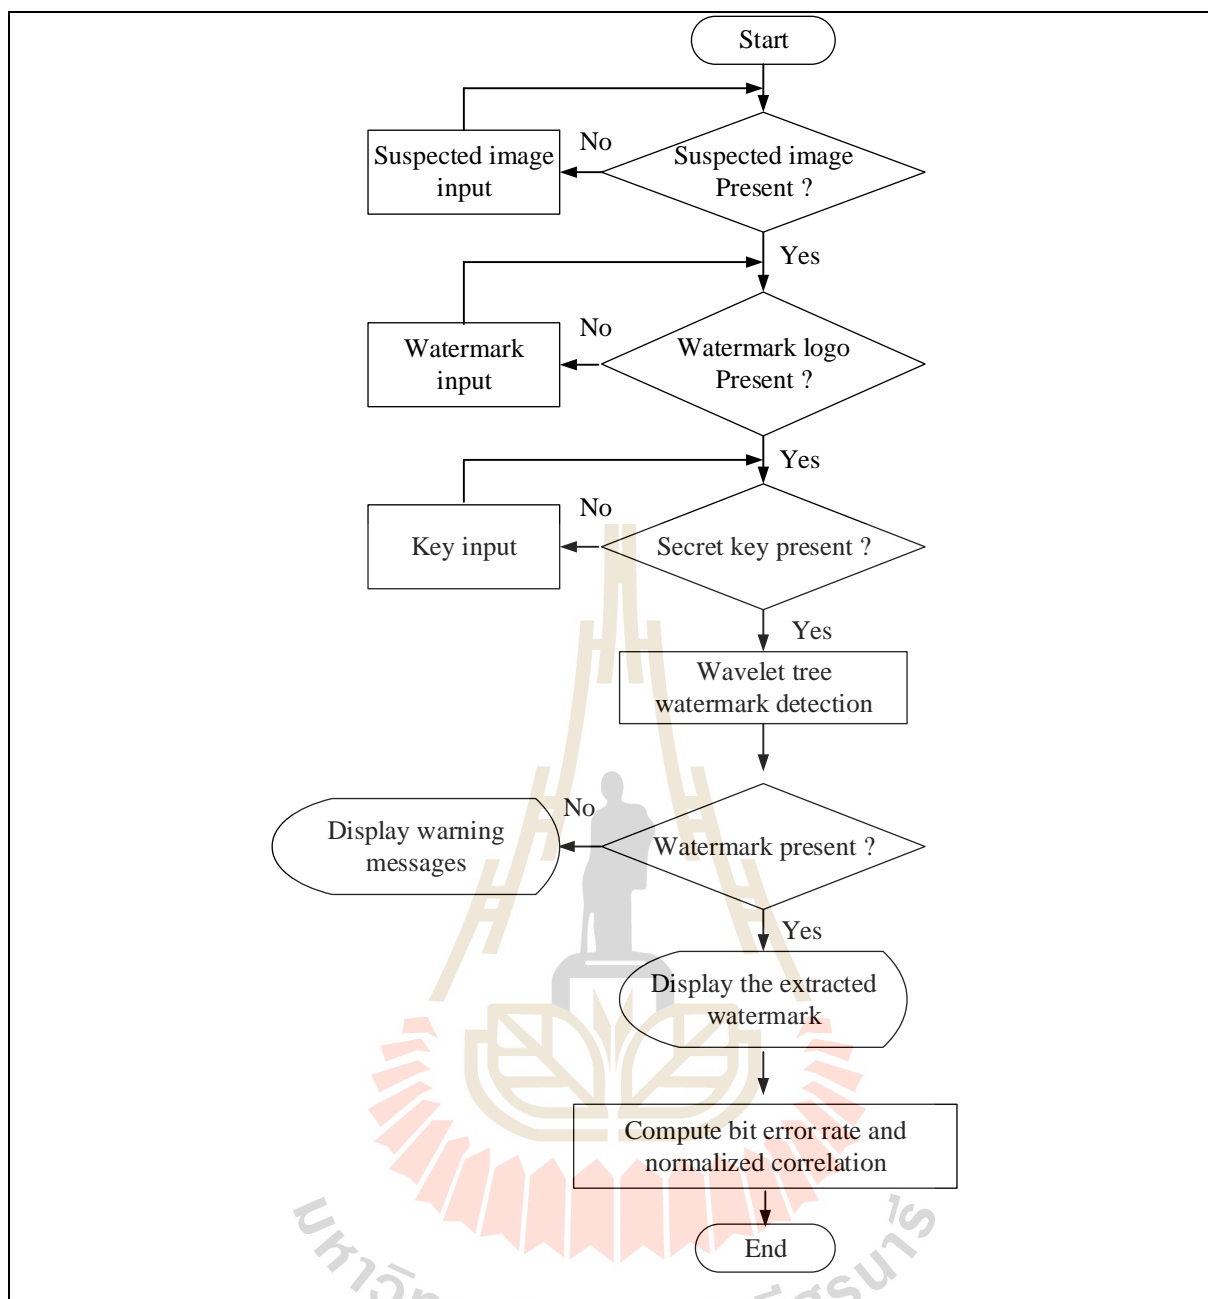 Start
No
Suspected image
input
Suspected image
Present ?
Yes
No
Watermark
input
Watermark logo
Present ?
Yes
No
Key input
Secret key present ?
Yes
Wavelet tree
watermark detection
No
Display warning
messages
Watermark present ?
Yes
Display the extracted
watermark
Compute bit error rate and
normalized correlation
End